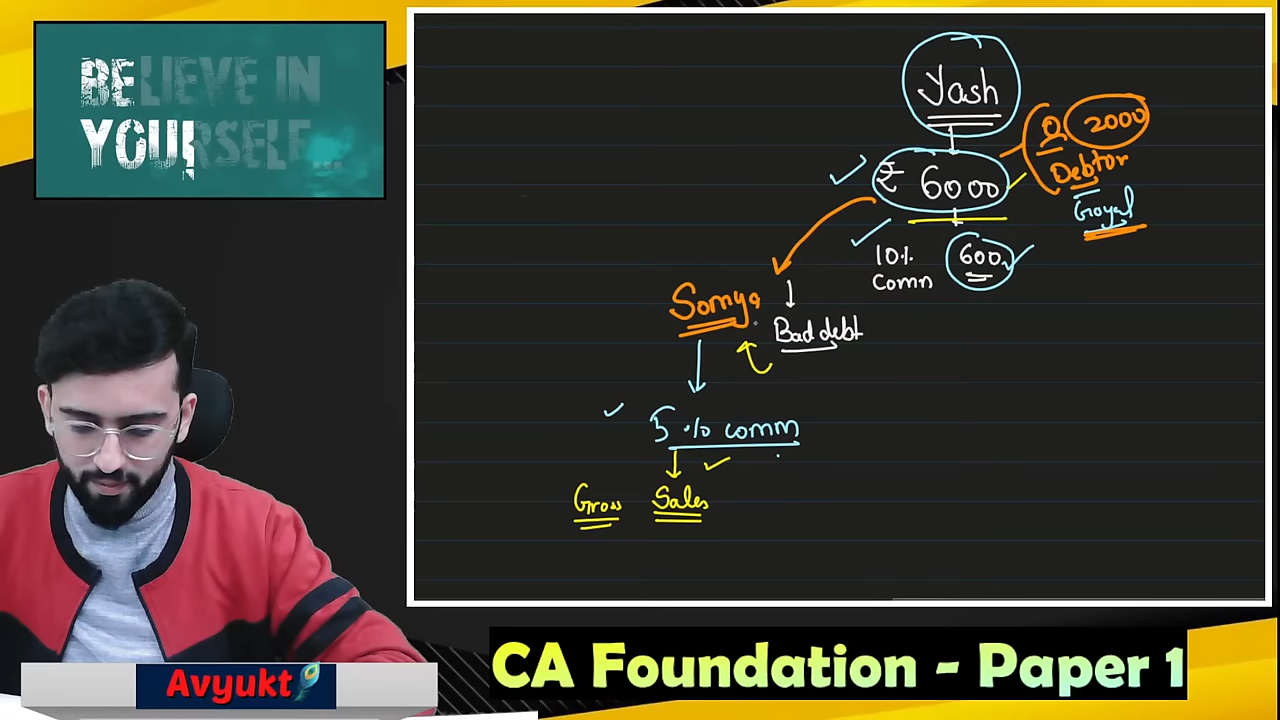 BELIEVE IN
YOURSELF...
Yash
2000
Debtor
₹ 6000
Goyal
10%
Comn
600
Somya
Bad debt
5 % comm
Gross Sales
Avyukt
CA Foundation - Paper 1